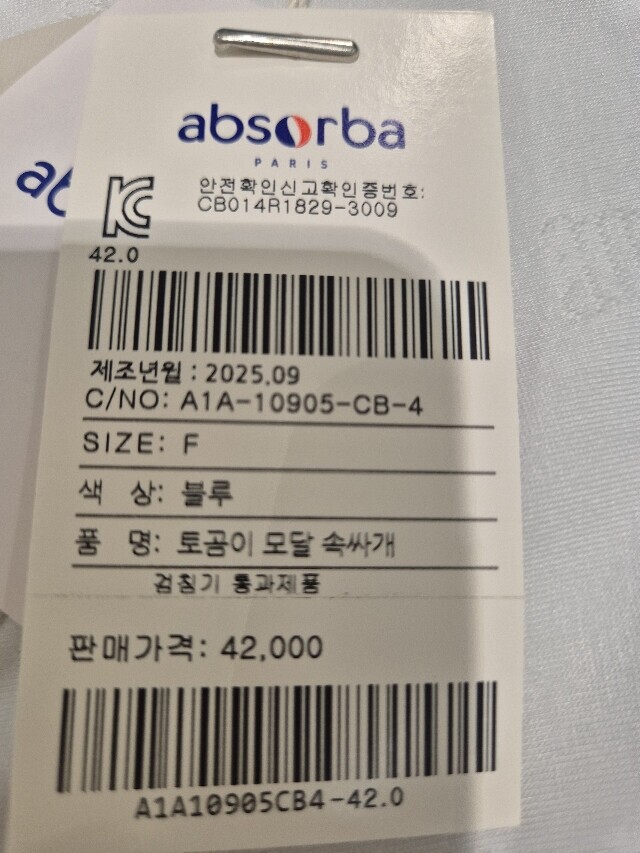 absorba
PARIS
안전확인신고확인증번호:
CB014R1829-3009
42.0
제조년월 : 2025.09
C/NO: A1A-10905-CB-4
SIZE: F
색 상: 블루
품 명: 토곰이 모달 속싸개
검침기 통과제품
판매가격: 42,000
A1A10905CB4-42.0